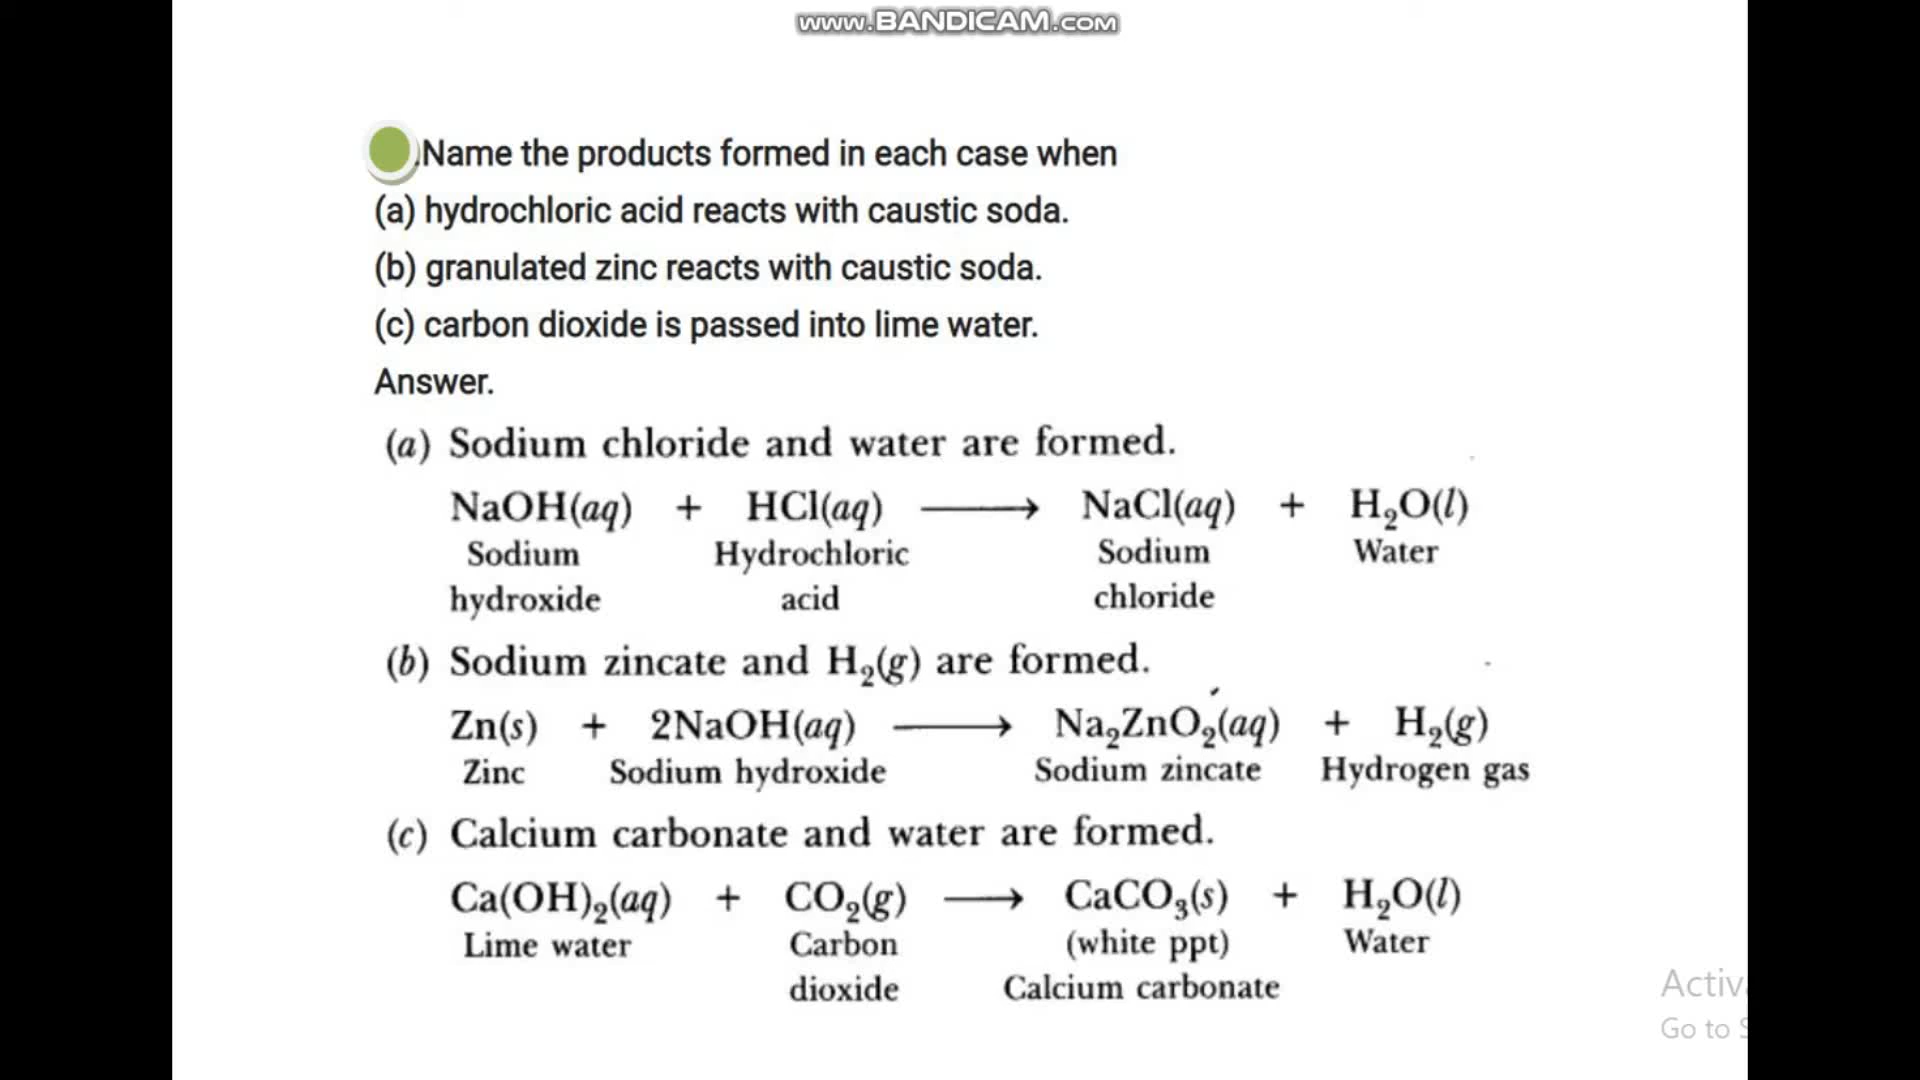 www.BANDICAM.com
.Name the products formed in each case when
(a) hydrochloric acid reacts with caustic soda.
(b) granulated zinc reacts with caustic soda.
(c) carbon dioxide is passed into lime water.
Answer.
(a) Sodium chloride and water are formed.
NaOH(aq) + HCl(aq) ⟶ NaCl(aq) + H₂O(l)
Sodium Hydrochloric Sodium Water
hydroxide acid chloride
(b) Sodium zincate and H₂(g) are formed.
Zn(s) + 2NaOH(aq) ⟶ Na₂ZnO₂(aq) + H₂(g)
Zinc Sodium hydroxide Sodium zincate Hydrogen gas
(c) Calcium carbonate and water are formed.
Ca(OH)₂(aq) + CO₂(g) ⟶ CaCO₃(s) + H₂O(l)
Lime water Carbon (white ppt) Water
dioxide Calcium carbonate
Activ
Go to S